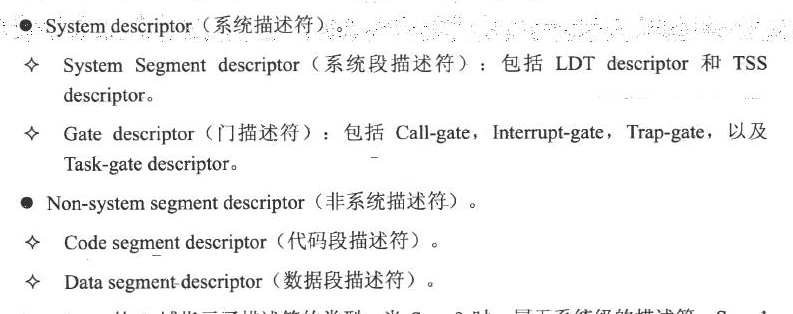 ● System descriptor（系统描述符）。
✧ System Segment descriptor（系统段描述符）：包括 LDT descriptor 和 TSS
descriptor。
✧ Gate descriptor（门描述符）：包括 Call-gate，Interrupt-gate，Trap-gate，以及
Task-gate descriptor。
● Non-system segment descriptor（非系统描述符）。
✧ Code segment descriptor（代码段描述符）。
✧ Data segment descriptor（数据段描述符）。